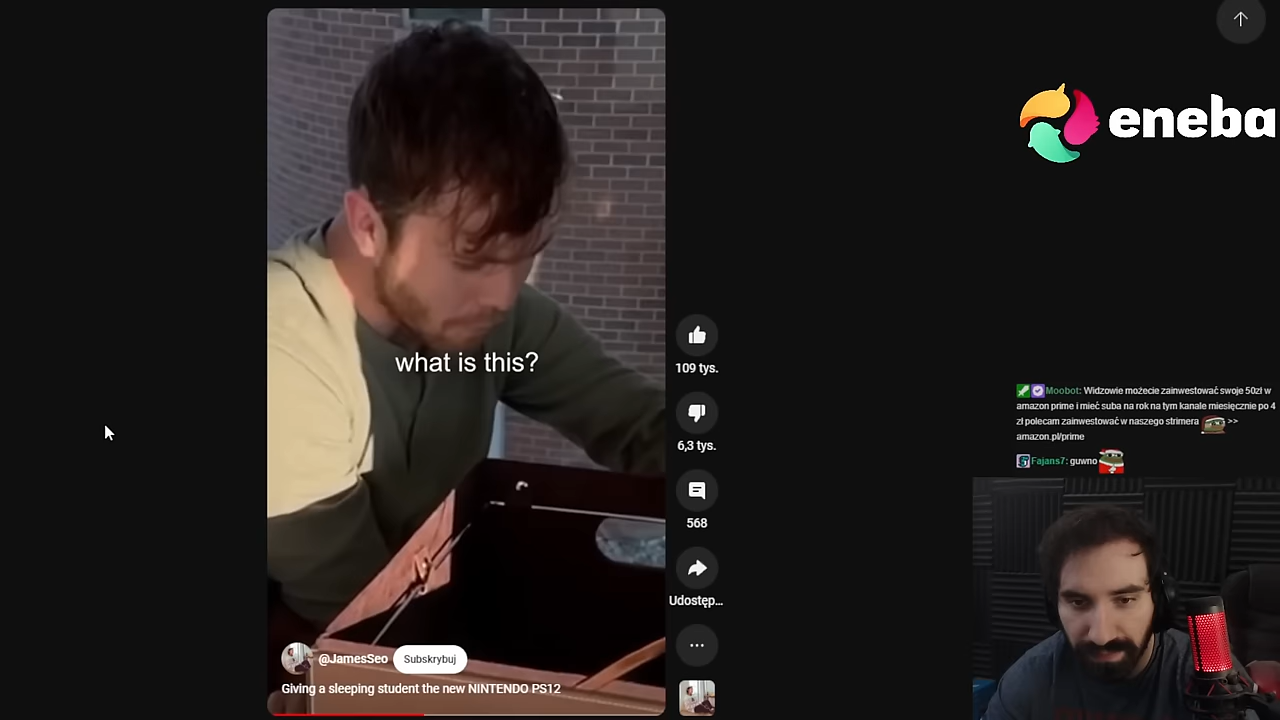 what is this?
@JamesSeo
Subskrybuj
Giving a sleeping student the new NINTENDO PS12
109 tys.
6,3 tys.
568
Udostęp...
eneba
Moobot: Widzowie możecie zainwestować swoje 50zł w
amazon prime i mieć suba na rok na tym kanale miesięcznie po 4
zł polecam zainwestować w naszego strimera >>
amazon.pl/prime
Fajans7: guwno